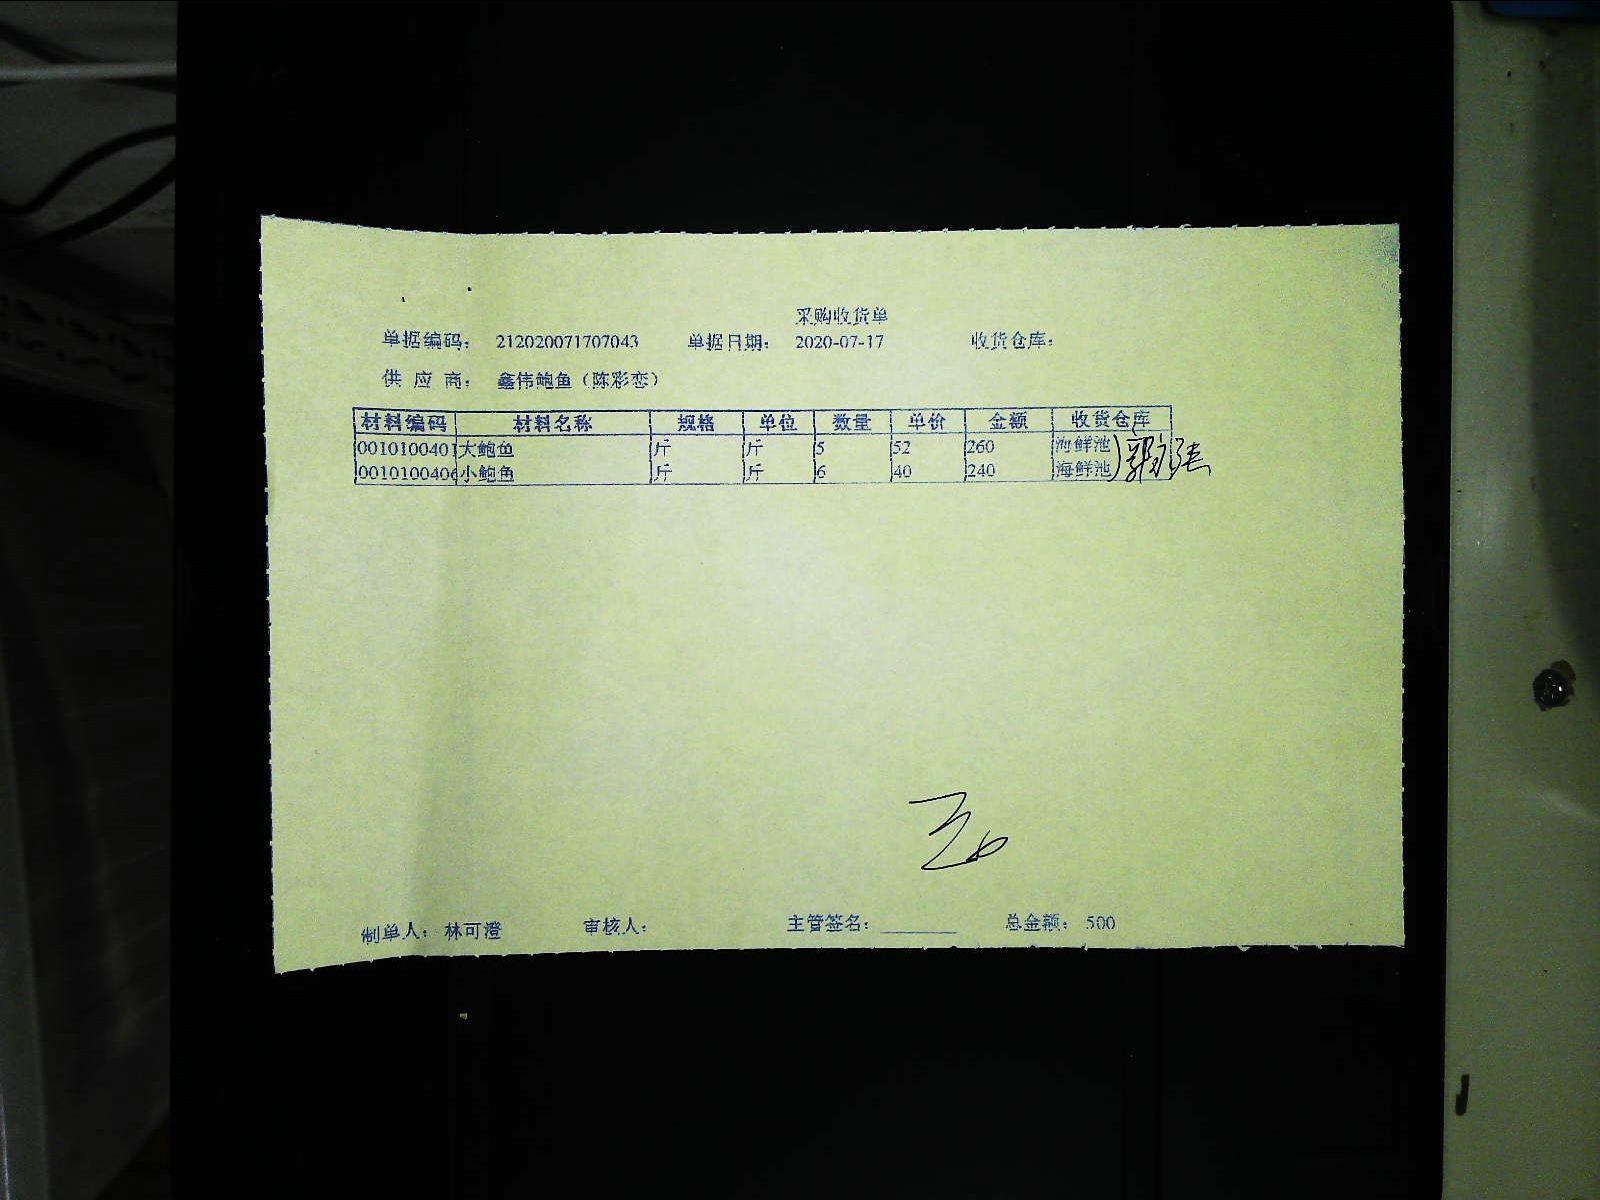 采购收货单
单据编码： 212020071707043 单据日期： 2020-07-17 收货仓库：
供 应 商： 鑫伟鲍鱼（陈彩恋）
材料编码 材料名称 规格 单位 数量 单价 金额 收货仓库
0010100401 大鲍鱼 斤 斤 5 52 260 海鲜池
0010100406 小鲍鱼 斤 斤 6 40 240 海鲜池
制单人： 林可澄 审核人： 主管签名： 总金额： 500